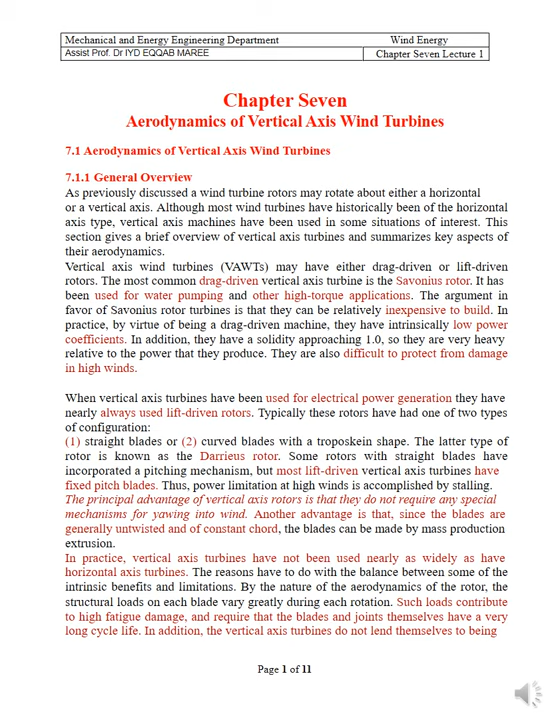 Mechanical and Energy Engineering Department Wind Energy
Assist Prof. Dr IYD EQQAB MAREE Chapter Seven Lecture 1
Chapter Seven
Aerodynamics of Vertical Axis Wind Turbines
7.1 Aerodynamics of Vertical Axis Wind Turbines
7.1.1 General Overview
As previously discussed a wind turbine rotors may rotate about either a horizontal
or a vertical axis. Although most wind turbines have historically been of the horizontal
axis type, vertical axis machines have been used in some situations of interest. This
section gives a brief overview of vertical axis turbines and summarizes key aspects of
their aerodynamics.
Vertical axis wind turbines (VAWTs) may have either drag-driven or lift-driven
rotors. The most common drag-driven vertical axis turbine is the Savonius rotor. It has
been used for water pumping and other high-torque applications. The argument in
favor of Savonius rotor turbines is that they can be relatively inexpensive to build. In
practice, by virtue of being a drag-driven machine, they have intrinsically low power
coefficients. In addition, they have a solidity approaching 1.0, so they are very heavy
relative to the power that they produce. They are also difficult to protect from damage
in high winds.
When vertical axis turbines have been used for electrical power generation they have
nearly always used lift-driven rotors. Typically these rotors have had one of two types
of configuration:
(1) straight blades or (2) curved blades with a troposkein shape. The latter type of
rotor is known as the Darrieus rotor. Some rotors with straight blades have
incorporated a pitching mechanism, but most lift-driven vertical axis turbines have
fixed pitch blades. Thus, power limitation at high winds is accomplished by stalling.
The principal advantage of vertical axis rotors is that they do not require any special
mechanisms for yawing into wind. Another advantage is that, since the blades are
generally untwisted and of constant chord, the blades can be made by mass production
extrusion.
In practice, vertical axis turbines have not been used nearly as widely as have
horizontal axis turbines. The reasons have to do with the balance between some of the
intrinsic benefits and limitations. By the nature of the aerodynamics of the rotor, the
structural loads on each blade vary greatly during each rotation. Such loads contribute
to high fatigue damage, and require that the blades and joints themselves have a very
long cycle life. In addition, the vertical axis turbines do not lend themselves to being
Page 1 of 11